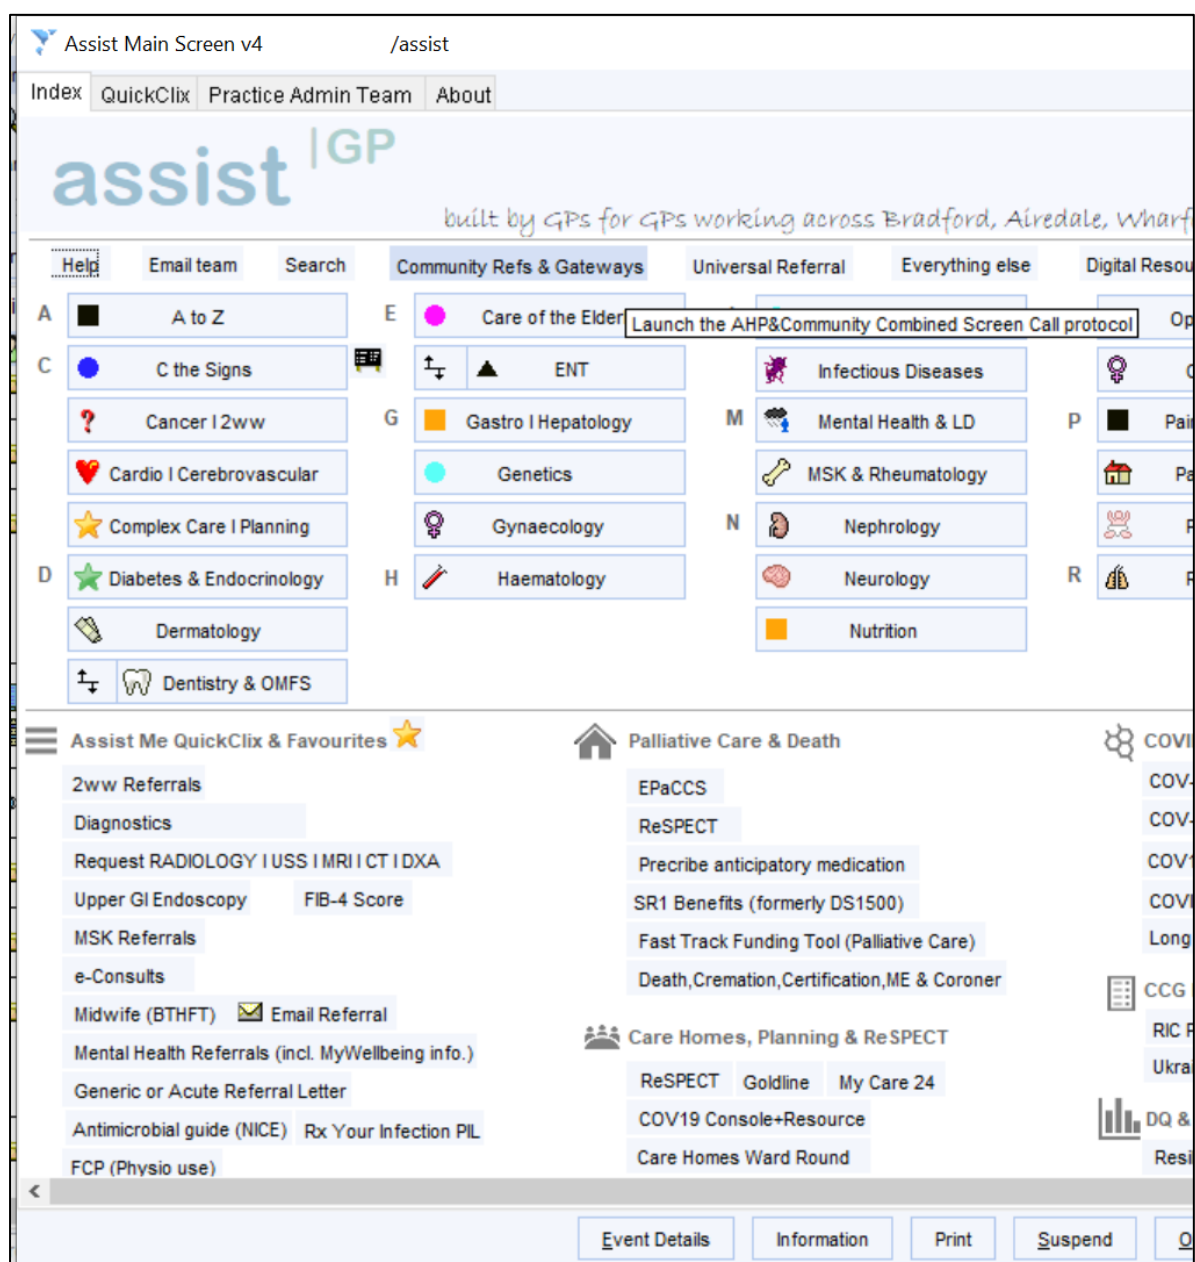 Assist Main Screen v4 /assist
Index QuickClix Practice Admin Team About
assist |GP
built by GPs for GPs working across Bradford, Airedale,
Help Email team Search Community Refs & Gateways Universal Referral Everything else Digital
A A to Z E Care of the Elder
Launch the AHP&Community Combined Screen Call protocol
C C the Signs ENT Infectious Diseases
Cancer I 2ww G Gastro I Hepatology M Mental Health & LD P
Cardio I Cerebrovascular Genetics MSK & Rheumatology
Complex Care I Planning Gynaecology N Nephrology
D Diabetes & Endocrinology H Haematology Neurology R
Dermatology Nutrition
Dentistry & OMFS
Assist Me QuickClix & Favourites
2ww Referrals
Diagnostics
Request RADIOLOGY I USS I MRI I CT I DXA
Upper GI Endoscopy FIB-4 Score
MSK Referrals
e-Consults
Midwife (BTHFT) Email Referral
Mental Health Referrals (incl. MyWellbeing info.)
Generic or Acute Referral Letter
Antimicrobial guide (NICE) Rx Your Infection PIL
FCP (Physio use)
Palliative Care & Death
EPaCCS
ReSPECT
Precribe anticipatory medication
SR1 Benefits (formerly DS1500)
Fast Track Funding Tool (Palliative Care)
Death,Cremation,Certification,ME & Coroner
Care Homes, Planning & ReSPECT
ReSPECT Goldline My Care 24
COV19 Console+Resource
Care Homes Ward Round
COVI
COV-
COV-
COV1
COVI
Long
CCG
RIC
Ukrai
DQ &
Resi
Event Details Information Print Suspend